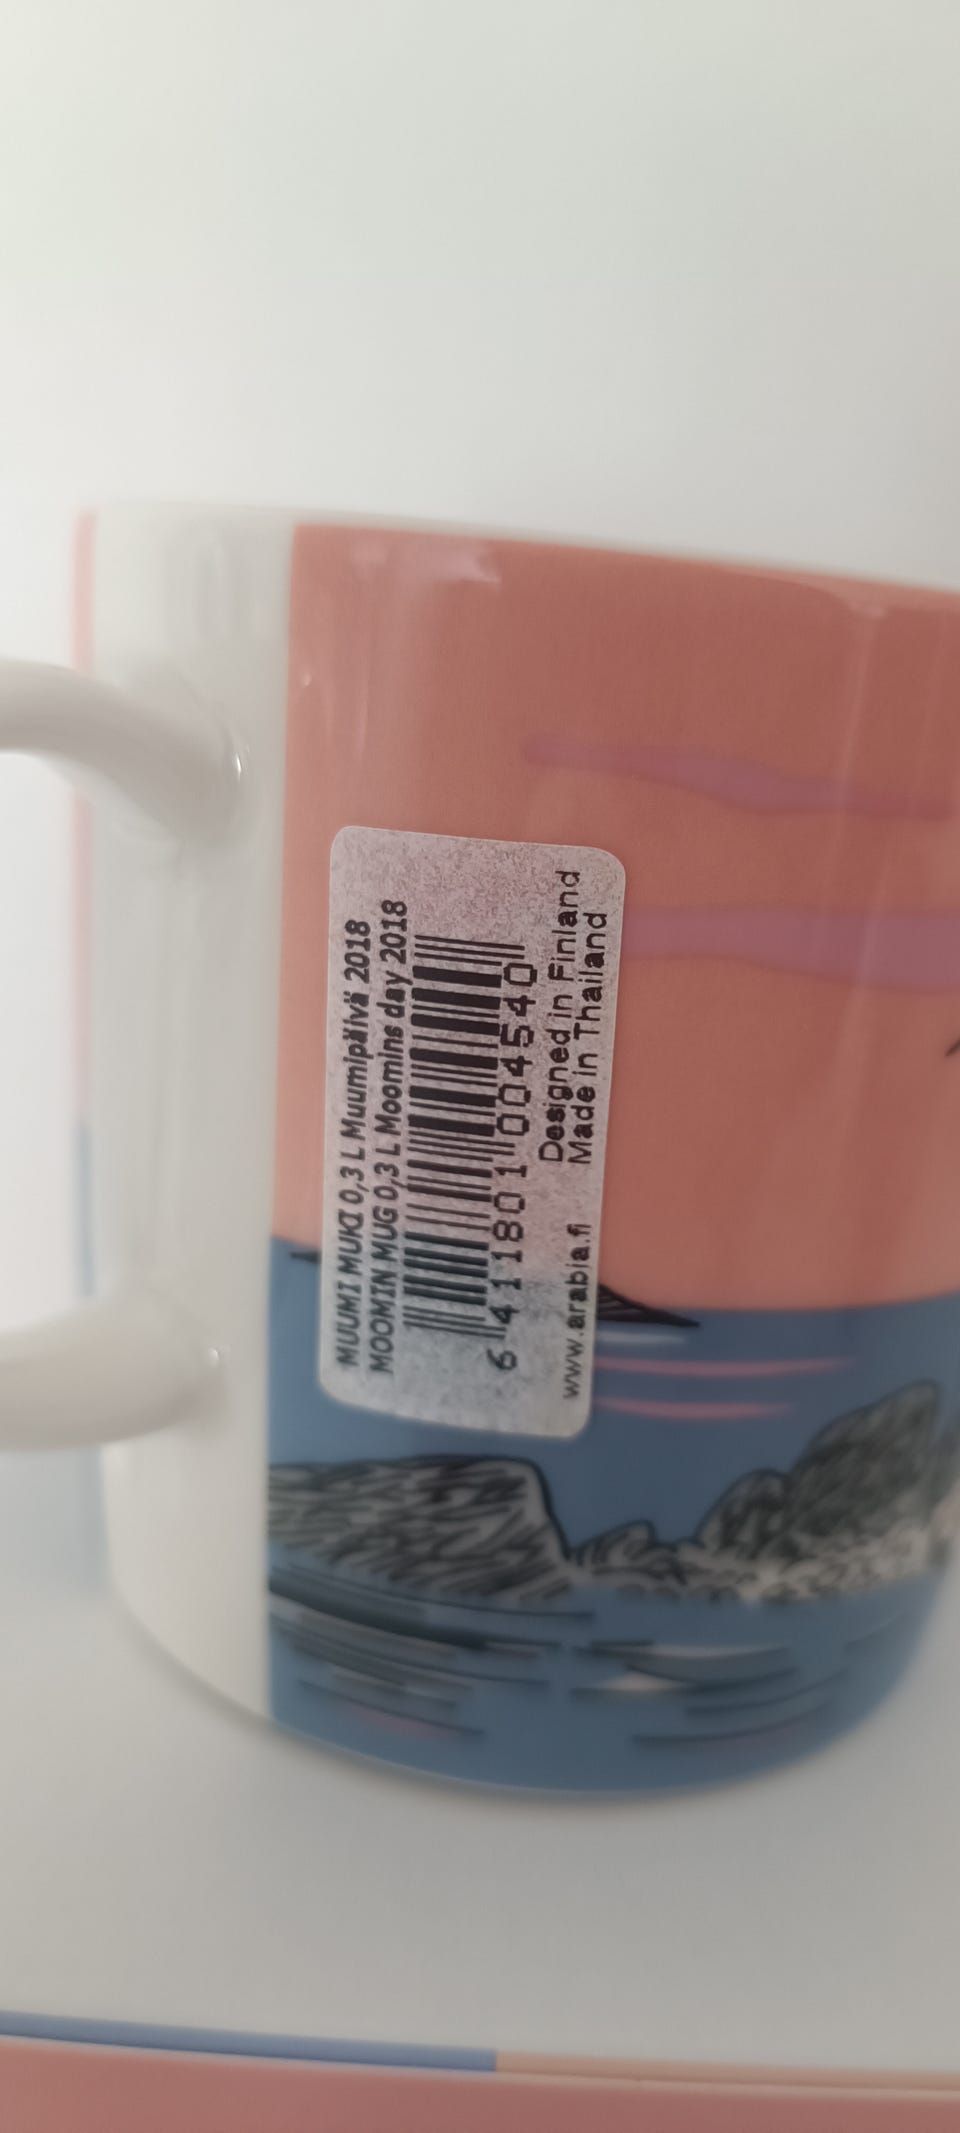 MUUMI MUKI 0,3 L Muumipäivä 2018
MOOMIN MUG 0,3 L Moomins day 2018
6 411801 004540
Designed in Finland
www.arabia.fi Made in Thailand